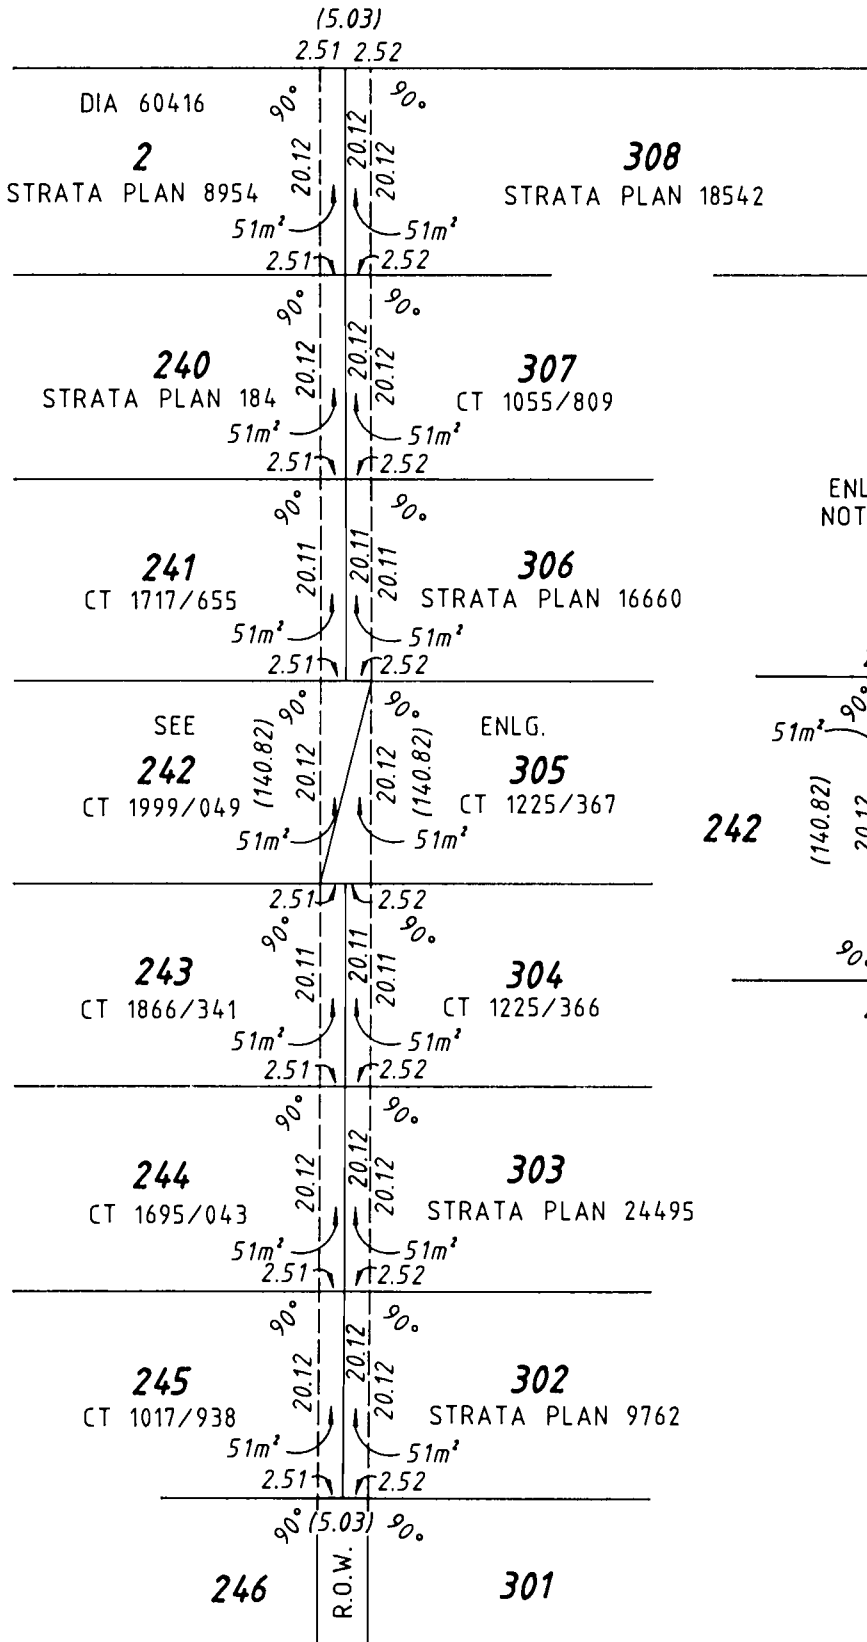 (5.03)
2.51 2.52
DIA 60416 90° 90°
2 20.12 20.12 20.12 308
STRATA PLAN 8954 STRATA PLAN 18542
51m² 51m²
2.51 2.52
90° 90°
240 20.12 20.12 20.12 307
STRATA PLAN 184 CT 1055/809
51m² 51m²
2.51 2.52
90° 90°
241 20.11 20.11 20.11 306
CT 1717/655 STRATA PLAN 16660
51m² 51m²
2.51 2.52
90° 90°
SEE ENLG.
242 (140.82) 20.12 20.12 (140.82) 305
CT 1999/049 CT 1225/367
51m² 51m²
2.51 2.52
90° 90°
243 20.11 20.11 20.11 304
CT 1866/341 CT 1225/366
51m² 51m²
2.51 2.52
90° 90°
244 20.12 20.12 20.12 303
CT 1695/043 STRATA PLAN 24495
51m² 51m²
2.51 2.52
90° 90°
245 20.12 20.12 20.12 302
CT 1017/938 STRATA PLAN 9762
51m² 51m²
2.51 2.52
90° (5.03) 90°
246 R.O.W. 301
ENL
NOT
90°
51m²
242 (140.82) 20.12
90°